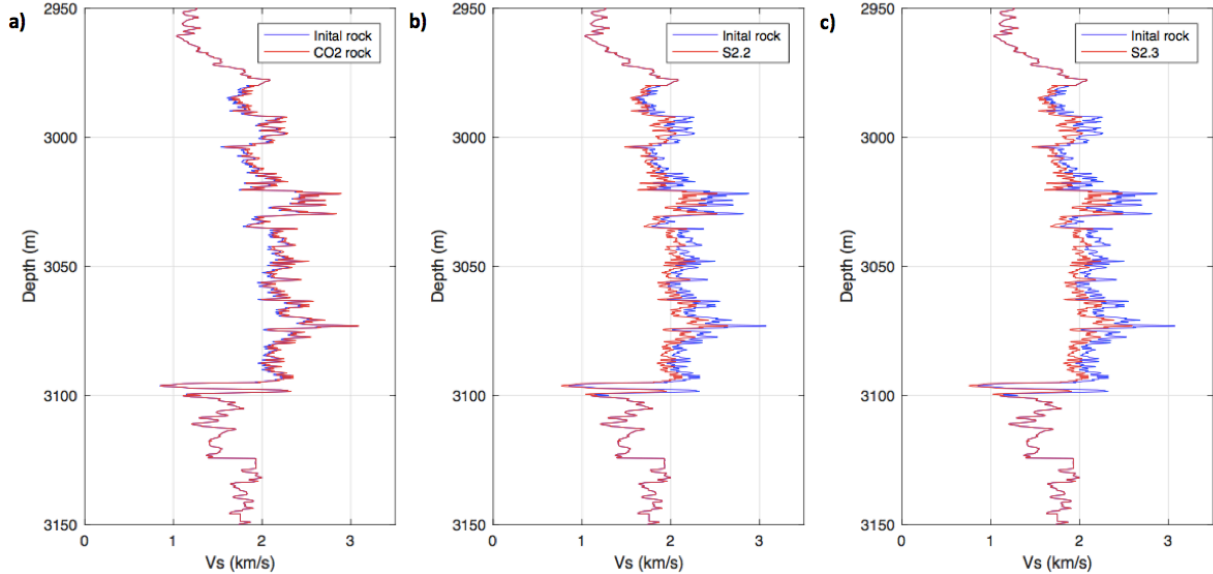 a)
2950
3000
3050
3100
3150
Depth (m)
0 1 2 3
Vs (km/s)
Inital rock
CO2 rock
b)
2950
3000
3050
3100
3150
Depth (m)
0 1 2 3
Vs (km/s)
Inital rock
S2.2
c)
2950
3000
3050
3100
3150
Depth (m)
0 1 2 3
Vs (km/s)
Inital rock
S2.3